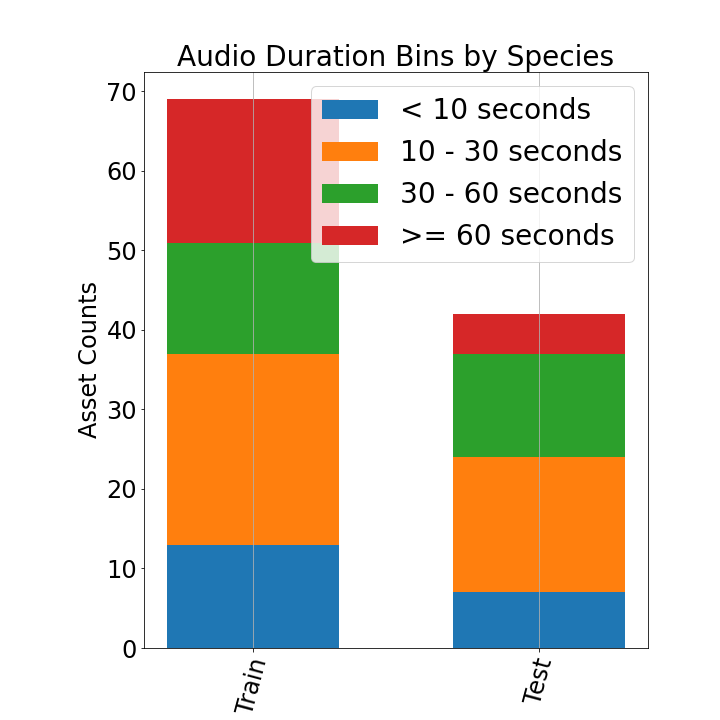 Audio Duration Bins by Species
70
60
50
40
30
20
10
0
Asset Counts
< 10 seconds
10 - 30 seconds
30 - 60 seconds
>= 60 seconds
Train
Test